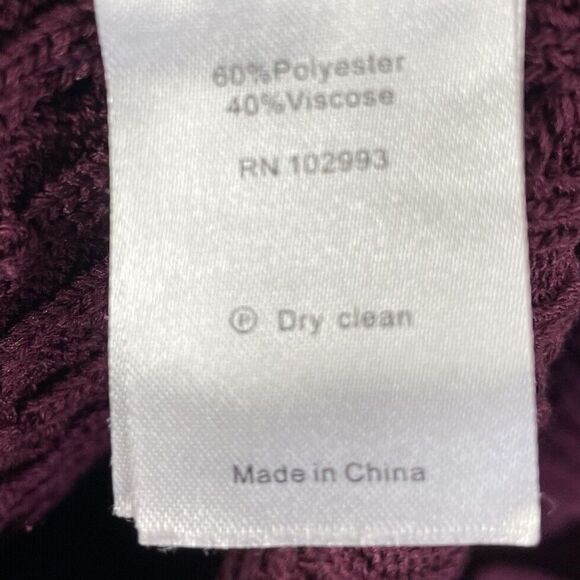 60%Polyester
40%Viscose
RN 102993
Ⓟ Dry clean
Made in China